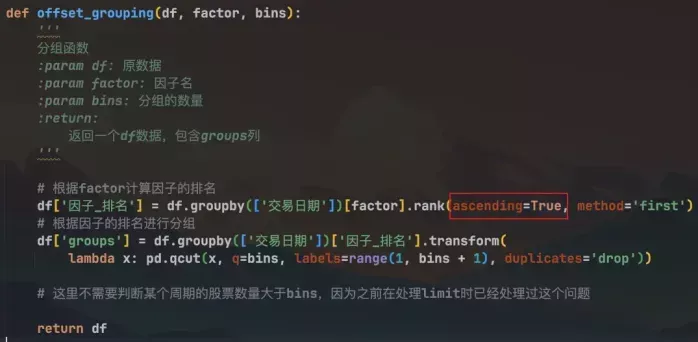 def offset_grouping(df, factor, bins):
'''
分组函数
:param df: 原数据
:param factor: 因子名
:param bins: 分组的数量
:return:
返回一个df数据，包含groups列
'''
# 根据factor计算因子的排名
df['因子_排名'] = df.groupby(['交易日期'])[factor].rank(ascending=True, method='first')
# 根据因子的排名进行分组
df['groups'] = df.groupby(['交易日期'])['因子_排名'].transform(
lambda x: pd.qcut(x, q=bins, labels=range(1, bins + 1), duplicates='drop'))
# 这里不需要判断某个周期的股票数量大于bins，因为之前在处理limit时已经处理过这个问题
return df